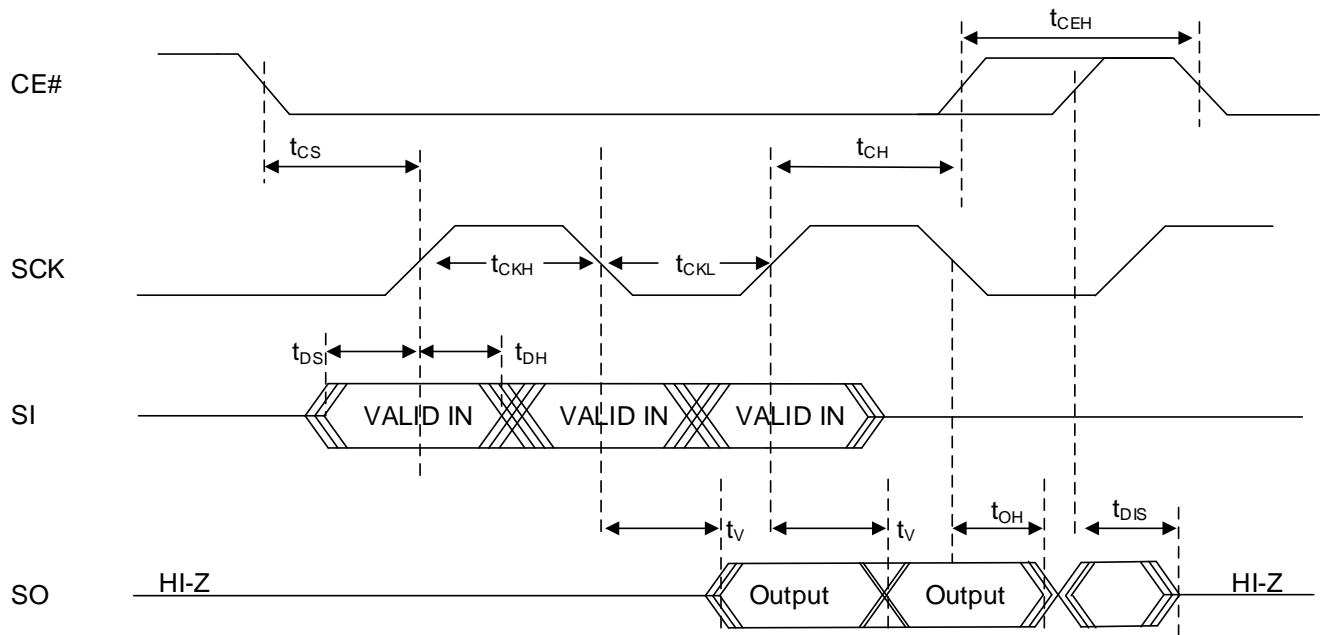 tCEH
CE#
tCS
tCH
SCK
tCKH
tCKL
tDS
tDH
SI
VALID IN
VALID IN
VALID IN
tV
tV
tOH
tDIS
SO
HI-Z
Output
Output
HI-Z